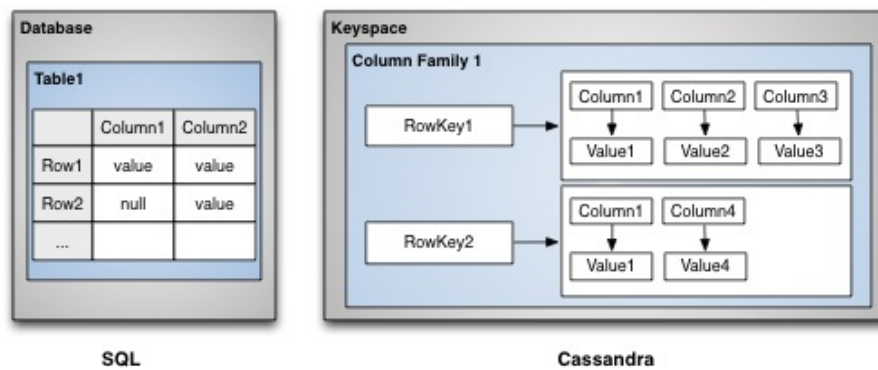 Database
Table1
Column1 Column2
Row1 value value
Row2 null value
...
SQL
Keyspace
Column Family 1
RowKey1
Column1 Column2 Column3
Value1 Value2 Value3
RowKey2
Column1 Column4
Value1 Value4
Cassandra